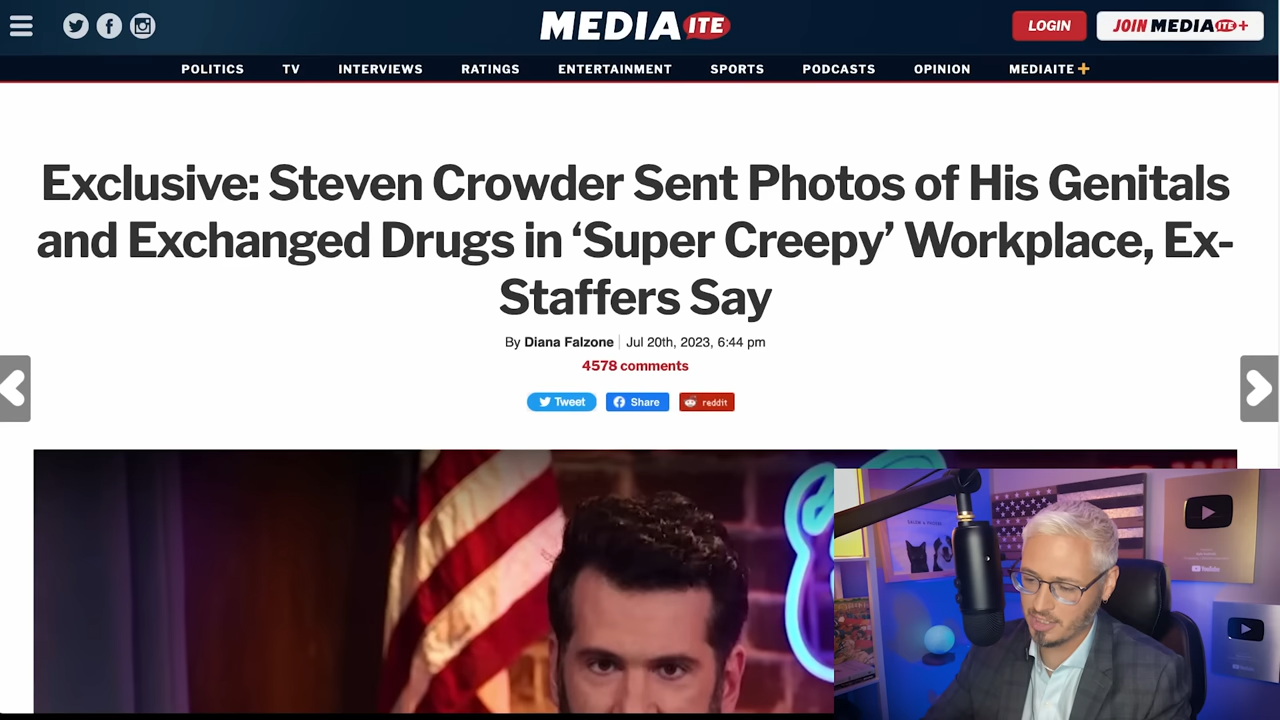 MEDIAITE
LOGIN
JOIN MEDIAITE+
POLITICS TV INTERVIEWS RATINGS ENTERTAINMENT SPORTS PODCASTS OPINION MEDIAITE +
Exclusive: Steven Crowder Sent Photos of His Genitals
and Exchanged Drugs in ‘Super Creepy’ Workplace, Ex-
Staffers Say
By Diana Falzone | Jul 20th, 2023, 6:44 pm
4578 comments
Tweet Share reddit
YouTube
YouTube